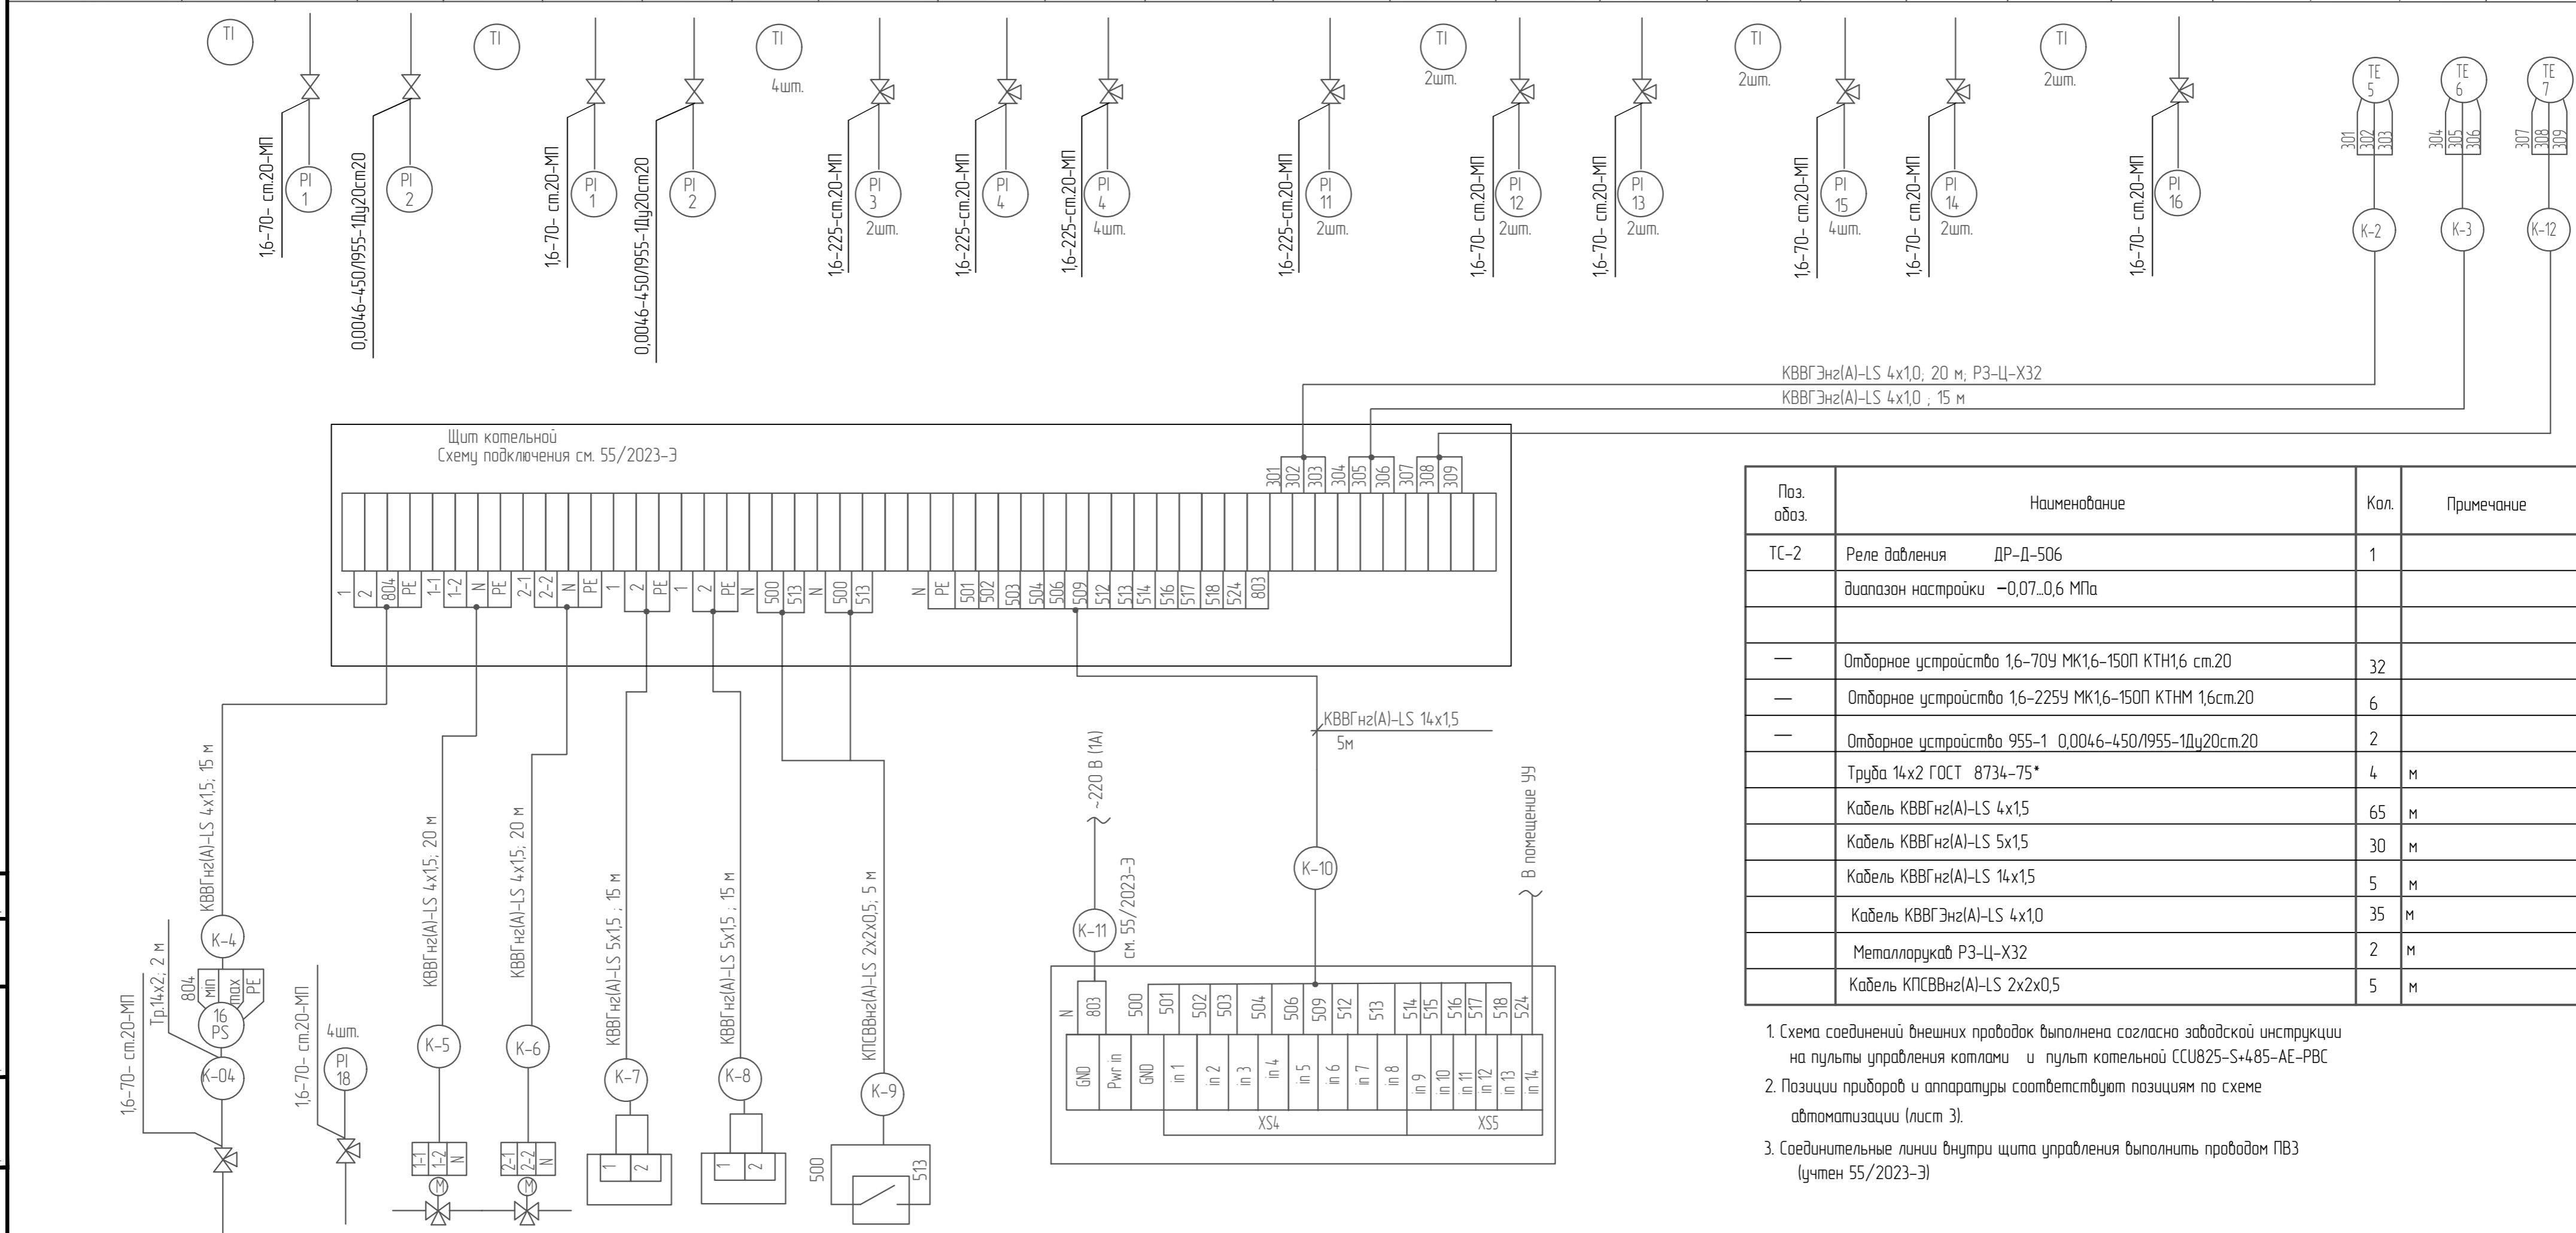 TI
TI
TI
4шт.
TI
2шт.
TI
2шт.
TI
2шт.
1,6-70- ст.20-МП
PI
1
0,0046-450/1955-1Ду20ст20
PI
2
1,6-70- ст.20-МП
PI
1
0,0046-450/1955-1Ду20ст20
PI
2
1,6-225-ст.20-МП
PI
3
2шт.
1,6-225-ст.20-МП
PI
4
1,6-225-ст.20-МП
PI
4
4шт.
1,6-225-ст.20-МП
PI
11
2шт.
1,6-70- ст.20-МП
PI
12
2шт.
1,6-70- ст.20-МП
PI
13
2шт.
1,6-70- ст.20-МП
PI
15
4шт.
1,6-70- ст.20-МП
PI
14
2шт.
1,6-70- ст.20-МП
PI
16
TE
5
301 302 303
К-2
TE
6
304 305 306
К-3
TE
7
307 308 309
К-12
КВВГЭнг(А)-LS 4х1,0; 20 м; РЗ-Ц-Х32
КВВГЭнг(А)-LS 4х1,0 ; 15 м
Щит котельной
Схему подключения см. 55/2023-Э
301 302 303 304 305 306 307 308 309
1 2 804 PE 1-1 1-2 N PE 2-1 2-2 N PE 1 2 PE 1 2 PE N 500 513 N 500 513 N PE 501 502 503 504 506 509 512 513 514 516 517 518 524 803
КВВГнг(А)-LS 4х1,5; 15 м
К-4
804 min max PE
16
PS
К-04
Тр.14х2; 2 м
1,6-70- ст.20-МП
1,6-70- ст.20-МП
4шт.
PI
18
КВВГнг(А)-LS 4х1,5; 20 м
К-5
1-1 1-2 N
M
КВВГнг(А)-LS 4х1,5; 20 м
К-6
2-1 2-2 N
M
КВВГнг(А)-LS 5х1,5 ; 15 м
К-7
1 2
КВВГнг(А)-LS 5х1,5 ; 15 м
К-8
1 2
КПСВВнг(А)-LS 2х2х0,5; 5 м
К-9
500 513
~220 В (1А)
К-11
см. 55/2023-Э
КВВГнг(А)-LS 14х1,5
5м
К-10
В помещение УУ
N 803 500 501 502 503 504 506 509 512 513 514 515 516 517 518 524
GND Pwr in GND in 1 in 2 in 3 in 4 in 5 in 6 in 7 in 8 in 9 in 10 in 11 in 12 in 13 in 14
XS4 XS5
Поз. обоз. Наименование Кол. Примечание
ТС-2 Реле давления ДР-Д-506 1
диапазон настройки −0,07...0,6 МПа
— Отборное устройство 1,6-70У МК1,6-150П КТН1,6 ст.20 32
— Отборное устройство 1,6-225У МК1,6-150П КТНМ 1,6ст.20 6
— Отборное устройство 955-1 0,0046-450/1955-1Ду20ст.20 2
Труба 14х2 ГОСТ 8734-75* 4 м
Кабель КВВГнг(А)-LS 4х1,5 65 м
Кабель КВВГнг(А)-LS 5х1,5 30 м
Кабель КВВГнг(А)-LS 14х1,5 5 м
Кабель КВВГЭнг(А)-LS 4х1,0 35 м
Металлорукав РЗ-Ц-Х32 2 м
Кабель КПСВВнг(А)-LS 2х2х0,5 5 м
1. Схема соединений внешних проводок выполнена согласно заводской инструкции
на пульты управления котлами и пульт котельной CCU825-S+485-AE-PBC
2. Позиции приборов и аппаратуры соответствуют позициям по схеме
автоматизации (лист 3).
3. Соединительные линии внутри щита управления выполнить проводом ПВ3
(учтен 55/2023-Э)